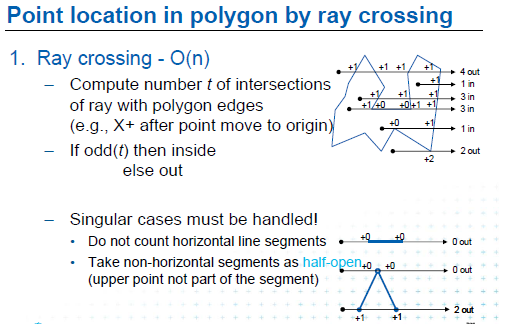 Point location in polygon by ray crossing
1. Ray crossing - O(n)
– Compute number t of intersections
of ray with polygon edges
(e.g., X+ after point move to origin)
– If odd(t) then inside
else out
+1 +1 +1 +1 4 out
+1 1 in
+1 +1 +1 3 in
+1/+0 +0 +1 +1 3 in
+0 1 in
+2 2 out
– Singular cases must be handled!
• Do not count horizontal line segments
+0 +0 0 out
• Take non-horizontal segments as half-open
(upper point not part of the segment)
+0 +0 0 out
+1 +1 2 out